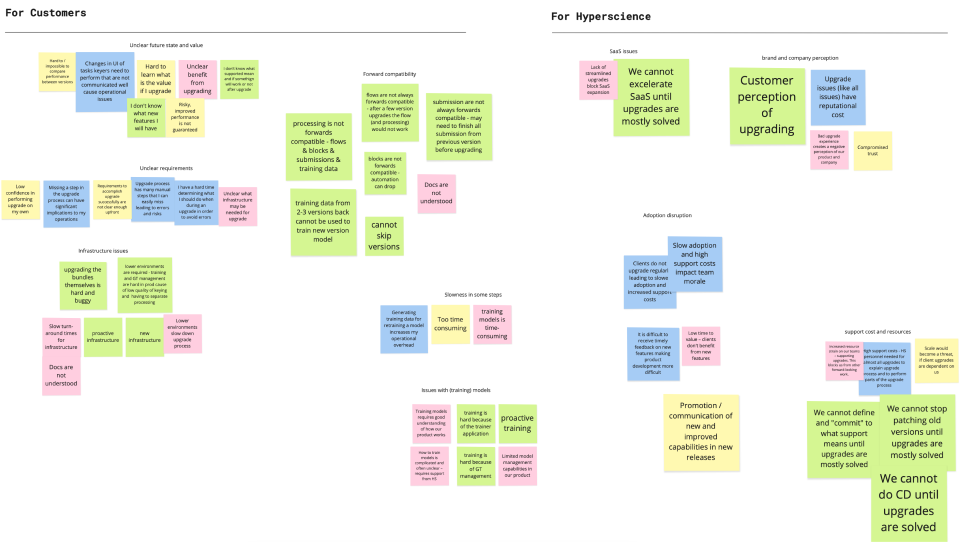 For Customers
For Hyperscience
Unclear future state and value
Hard to /
impossible is
compare
performance
between versions
Changes in UI of
tasks keyers need to
perform that are not
communicated well
cause operational
issues
Hard to
learn what
is the value
if I upgrade
Unclear
benefit
from
upgrading
I don't know what
supported mean
and if something
will work or not
after upgrade
I don't know
what new
features I
will have
Risky,
improved
performance
is not
guaranteed
Forward compatibility
processing is not
forwards
compatible - flows
& blocks &
submissions &
training data
flows are not always
forwards compatible
- after a few version
upgrades the flow
(and processing)
would not work
submission are not
always forwards
compatible - may
need to finish all
submission from
previous version
before upgrading
blocks are not
forwards
compatible -
automation
can drop
Docs are
not
understood
training data from
2-3 versions back
cannot be used to
train new version
model
cannot
skip
versions
Unclear requirements
Low
confidence in
performing
upgrade on
my own
Missing a step in
the upgrade
process can have
significant
implications to my
operations
Requirements to
accomplish
upgrade
successfully are
not clear enough
upfront
Upgrade process
has many manual
steps that I can
easily miss
leading to errors
and risks
I have a hard time
determining what
I should do when
during an
upgrade in order
to avoid errors
Unclear what
infrastructure
may be
needed for
upgrade
Infrastructure issues
upgrading the
bundles
themselves is
hard and
buggy
lower environments
are required - training
and GT management
are hard in prod cause
of low quality of keying
and having to separate
processing
Slow turn-
around times
for
infrastructure
proactive
infrastructure
new
infrastructure
Lower
environments
slow down
upgrade
process
Docs are
not
understood
Slowness in some steps
Generating
training data for
retraining a model
increases my
operational
overhead
Too time
consuming
training
models is
time-
consuming
Issues with (training) models
Training models
requires good
understanding
of how our
product works
training is
hard because
of the trainer
application
proactive
training
How to train
models is
complicated and
often unclear –
requires support
from HS
training is
hard because
of GT
management
Limited model
management
capabilities in
our product
SaaS issues
Lack of
streamlined
upgrades
block SaaS
expansion
We cannot
excelerate
SaaS until
upgrades are
mostly solved
brand and company perception
Customer
perception
of
upgrading
Upgrade
issues (like
all issues) have
reputational
cost
Bad upgrade
experience
creates a negative
perception of our
product and
company
Compromised
trust
Adoption disruption
Clients do not
upgrade regularl
leading to slowe
adoption and
increased suppor
costs
Slow adoption
and high
support costs
impact team
morale
It is difficult to
receive timely
feedback on new
features making
product
development more
difficult
Low time to
value – clients
don't benefit
from new
features
Promotion /
communication of
new and
improved
capabilities in new
releases
support cost and resources
Increased resource
strain on our teams
– supporting
upgrades. This
blocks us from other
forward-looking
work.
High support costs - HS
personnel needed for
almost all upgrades to
explain upgrade
process and to perform
parts of the upgrade
process
Scale would
become a threat,
if client upgrades
are dependent on
us
We cannot define
and "commit" to
what support
means until
upgrades are
mostly solved
We cannot stop
patching old
versions until
upgrades are
mostly solved
We cannot
do CD until
upgrades
are solved